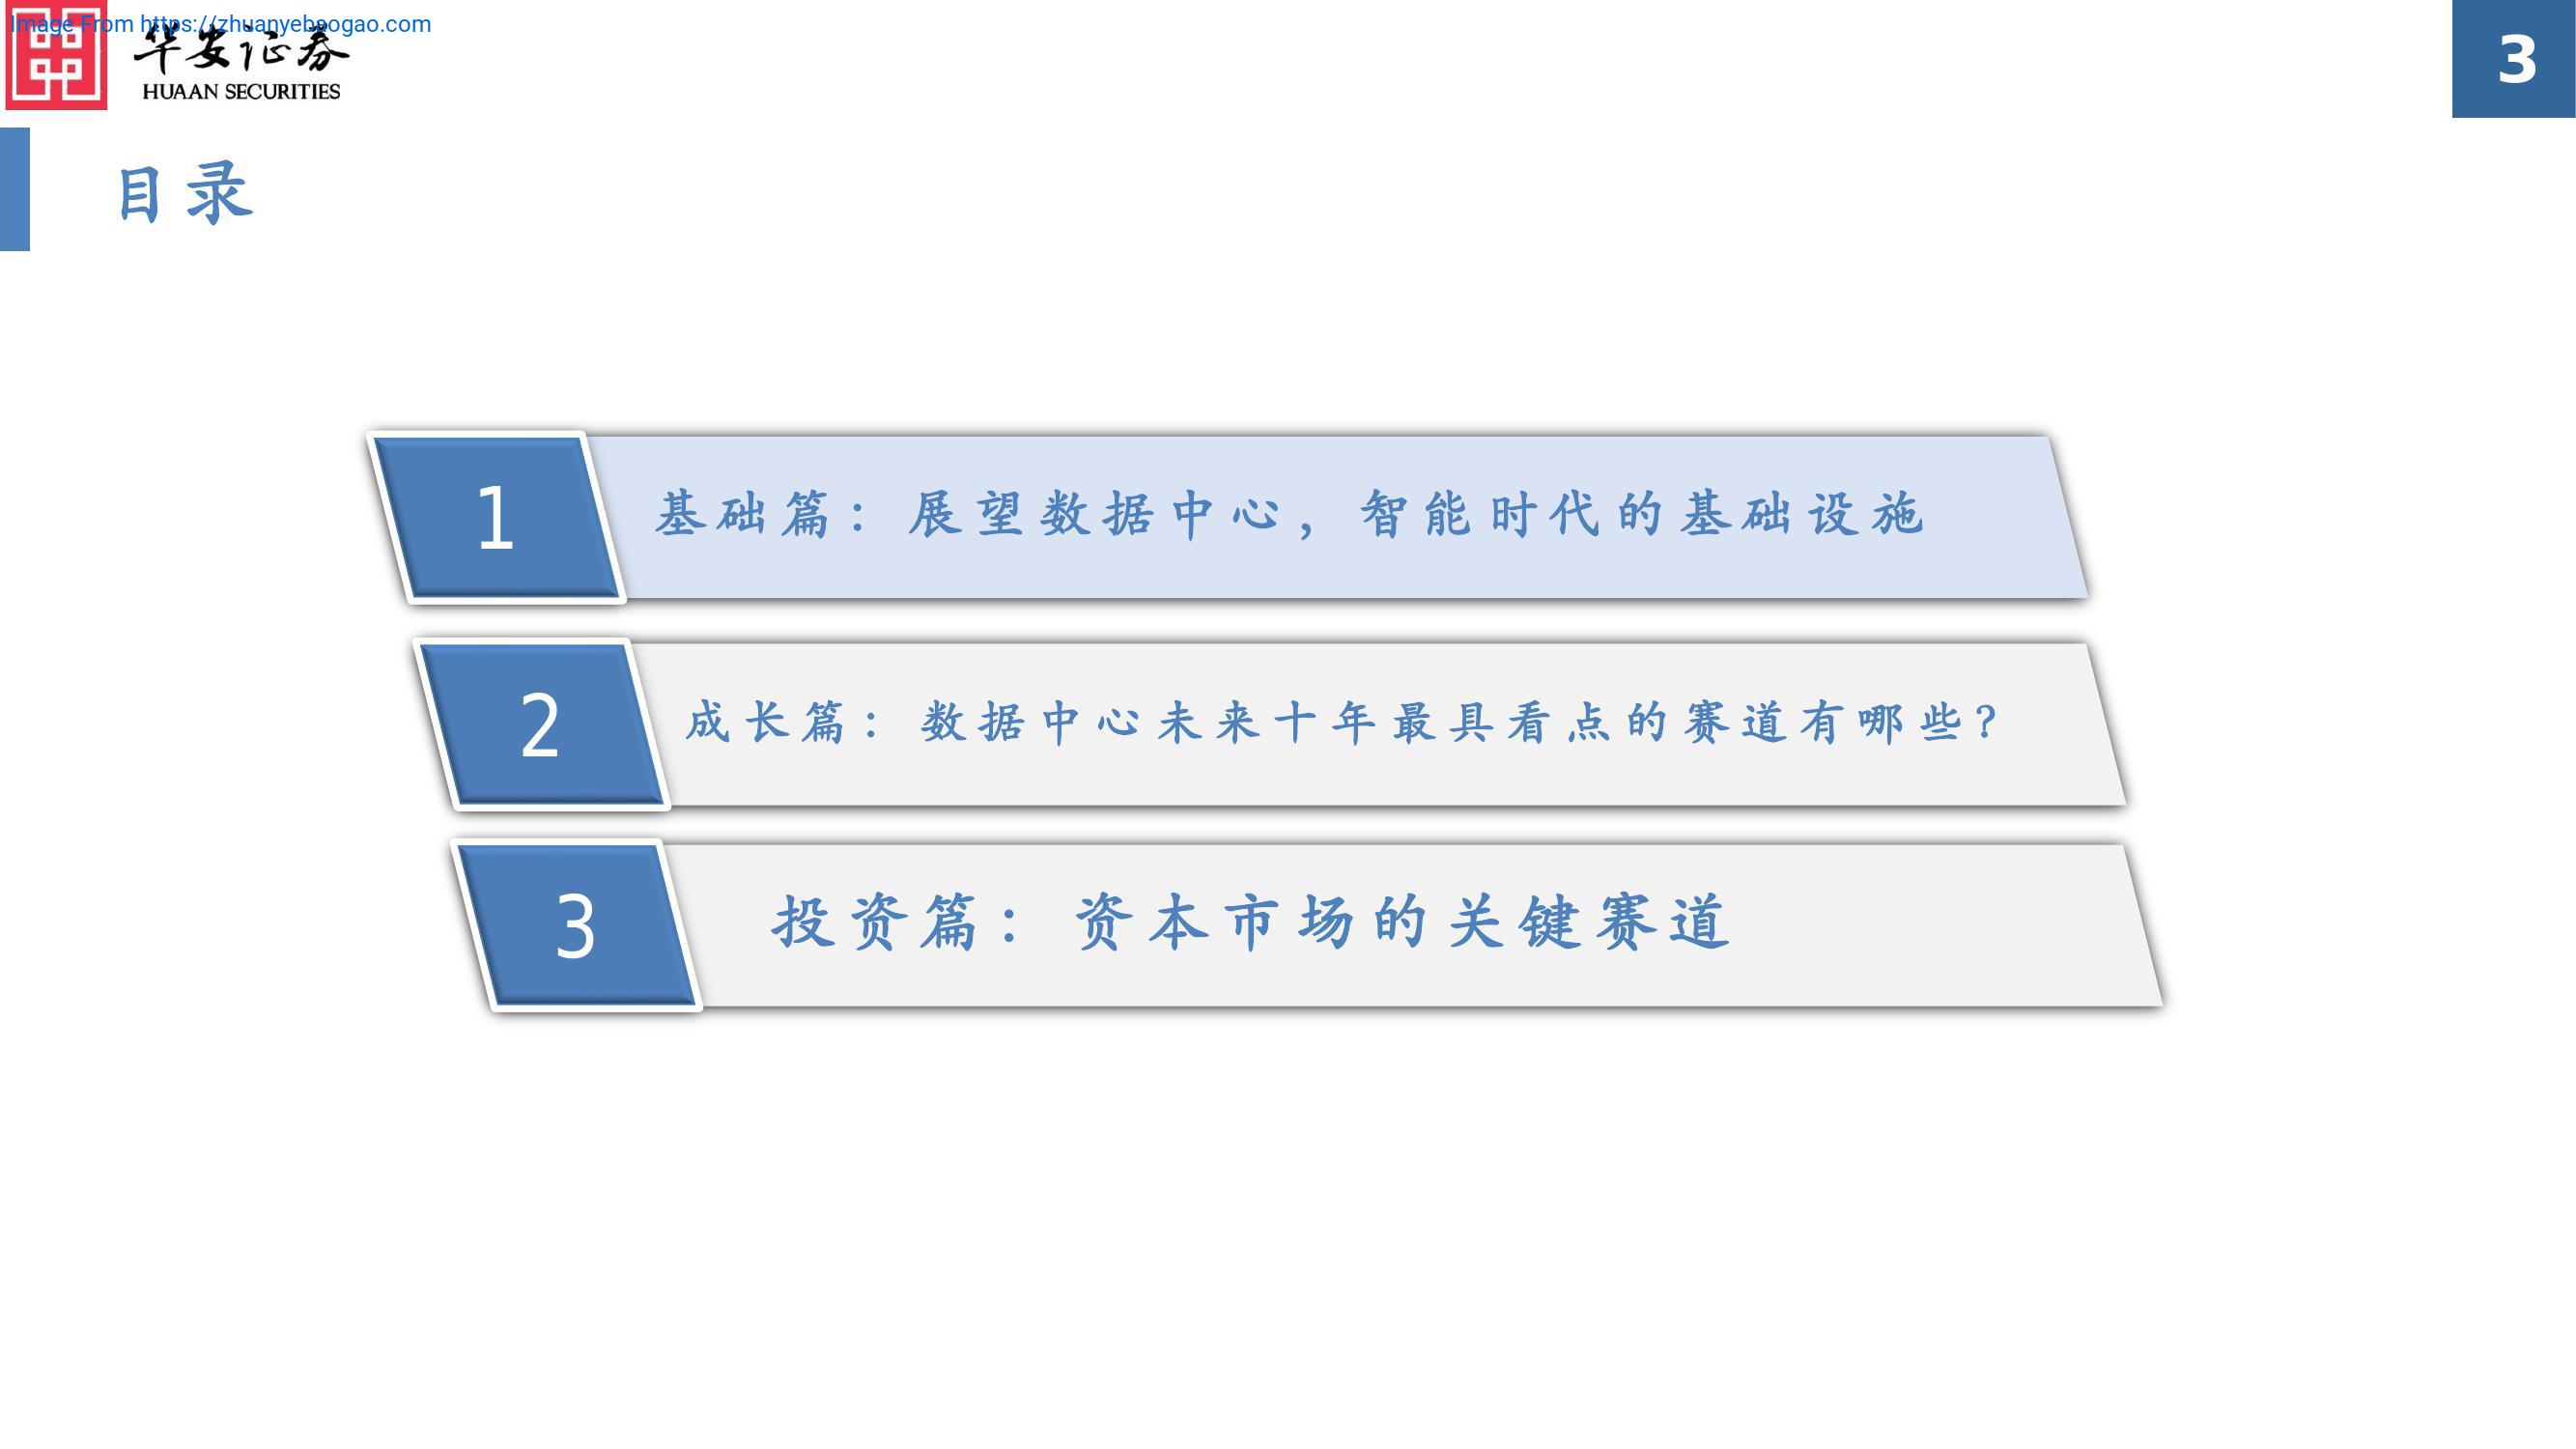 Image From https://zhuanyebaogao.com
华安证券
HUAAN SECURITIES
3
目录
1
基础篇：展望数据中心，智能时代的基础设施
2
成长篇：数据中心未来十年最具看点的赛道有哪些？
3
投资篇：资本市场的关键赛道